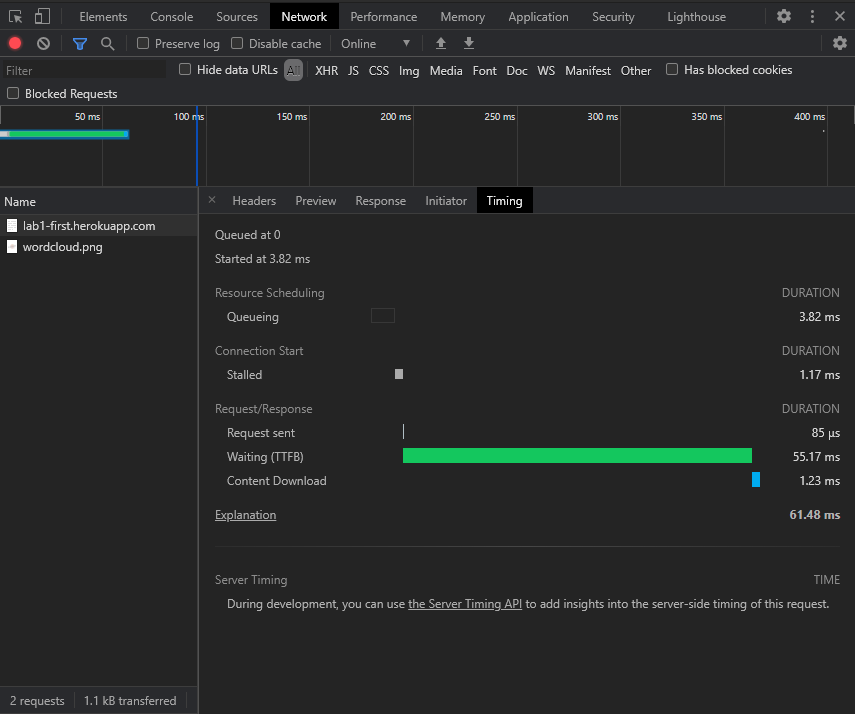 Elements Console Sources Network Performance Memory Application Security Lighthouse
Preserve log Disable cache Online
Filter Hide data URLs All XHR JS CSS Img Media Font Doc WS Manifest Other Has blocked cookies
Blocked Requests
50 ms 100 ms 150 ms 200 ms 250 ms 300 ms 350 ms 400 ms
Name
lab1-first.herokuapp.com
wordcloud.png
× Headers Preview Response Initiator Timing
Queued at 0
Started at 3.82 ms
Resource Scheduling DURATION
Queueing 3.82 ms
Connection Start DURATION
Stalled 1.17 ms
Request/Response DURATION
Request sent 85 µs
Waiting (TTFB) 55.17 ms
Content Download 1.23 ms
Explanation 61.48 ms
Server Timing TIME
During development, you can use the Server Timing API to add insights into the server-side timing of this request.
2 requests 1.1 kB transferred